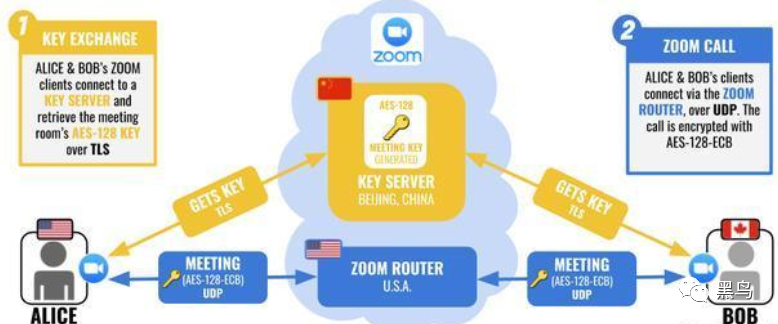 1
KEY EXCHANGE
ALICE & BOB's ZOOM
clients connect to a
KEY SERVER and
retrieve the meeting
room's AES-128 KEY
over TLS
zoom
AES-128
MEETING KEY
GENERATED
KEY SERVER
BEIJING, CHINA
2
ZOOM CALL
ALICE & BOB's clients
connect via the ZOOM
ROUTER, over UDP. The
call is encrypted with
AES-128-ECB
GETS KEY
TLS
GETS KEY
TLS
MEETING
(AES-128-ECB)
UDP
ZOOM ROUTER
U.S.A.
MEETING
(AES-128-ECB)
UDP
ALICE
BOB
黑鸟